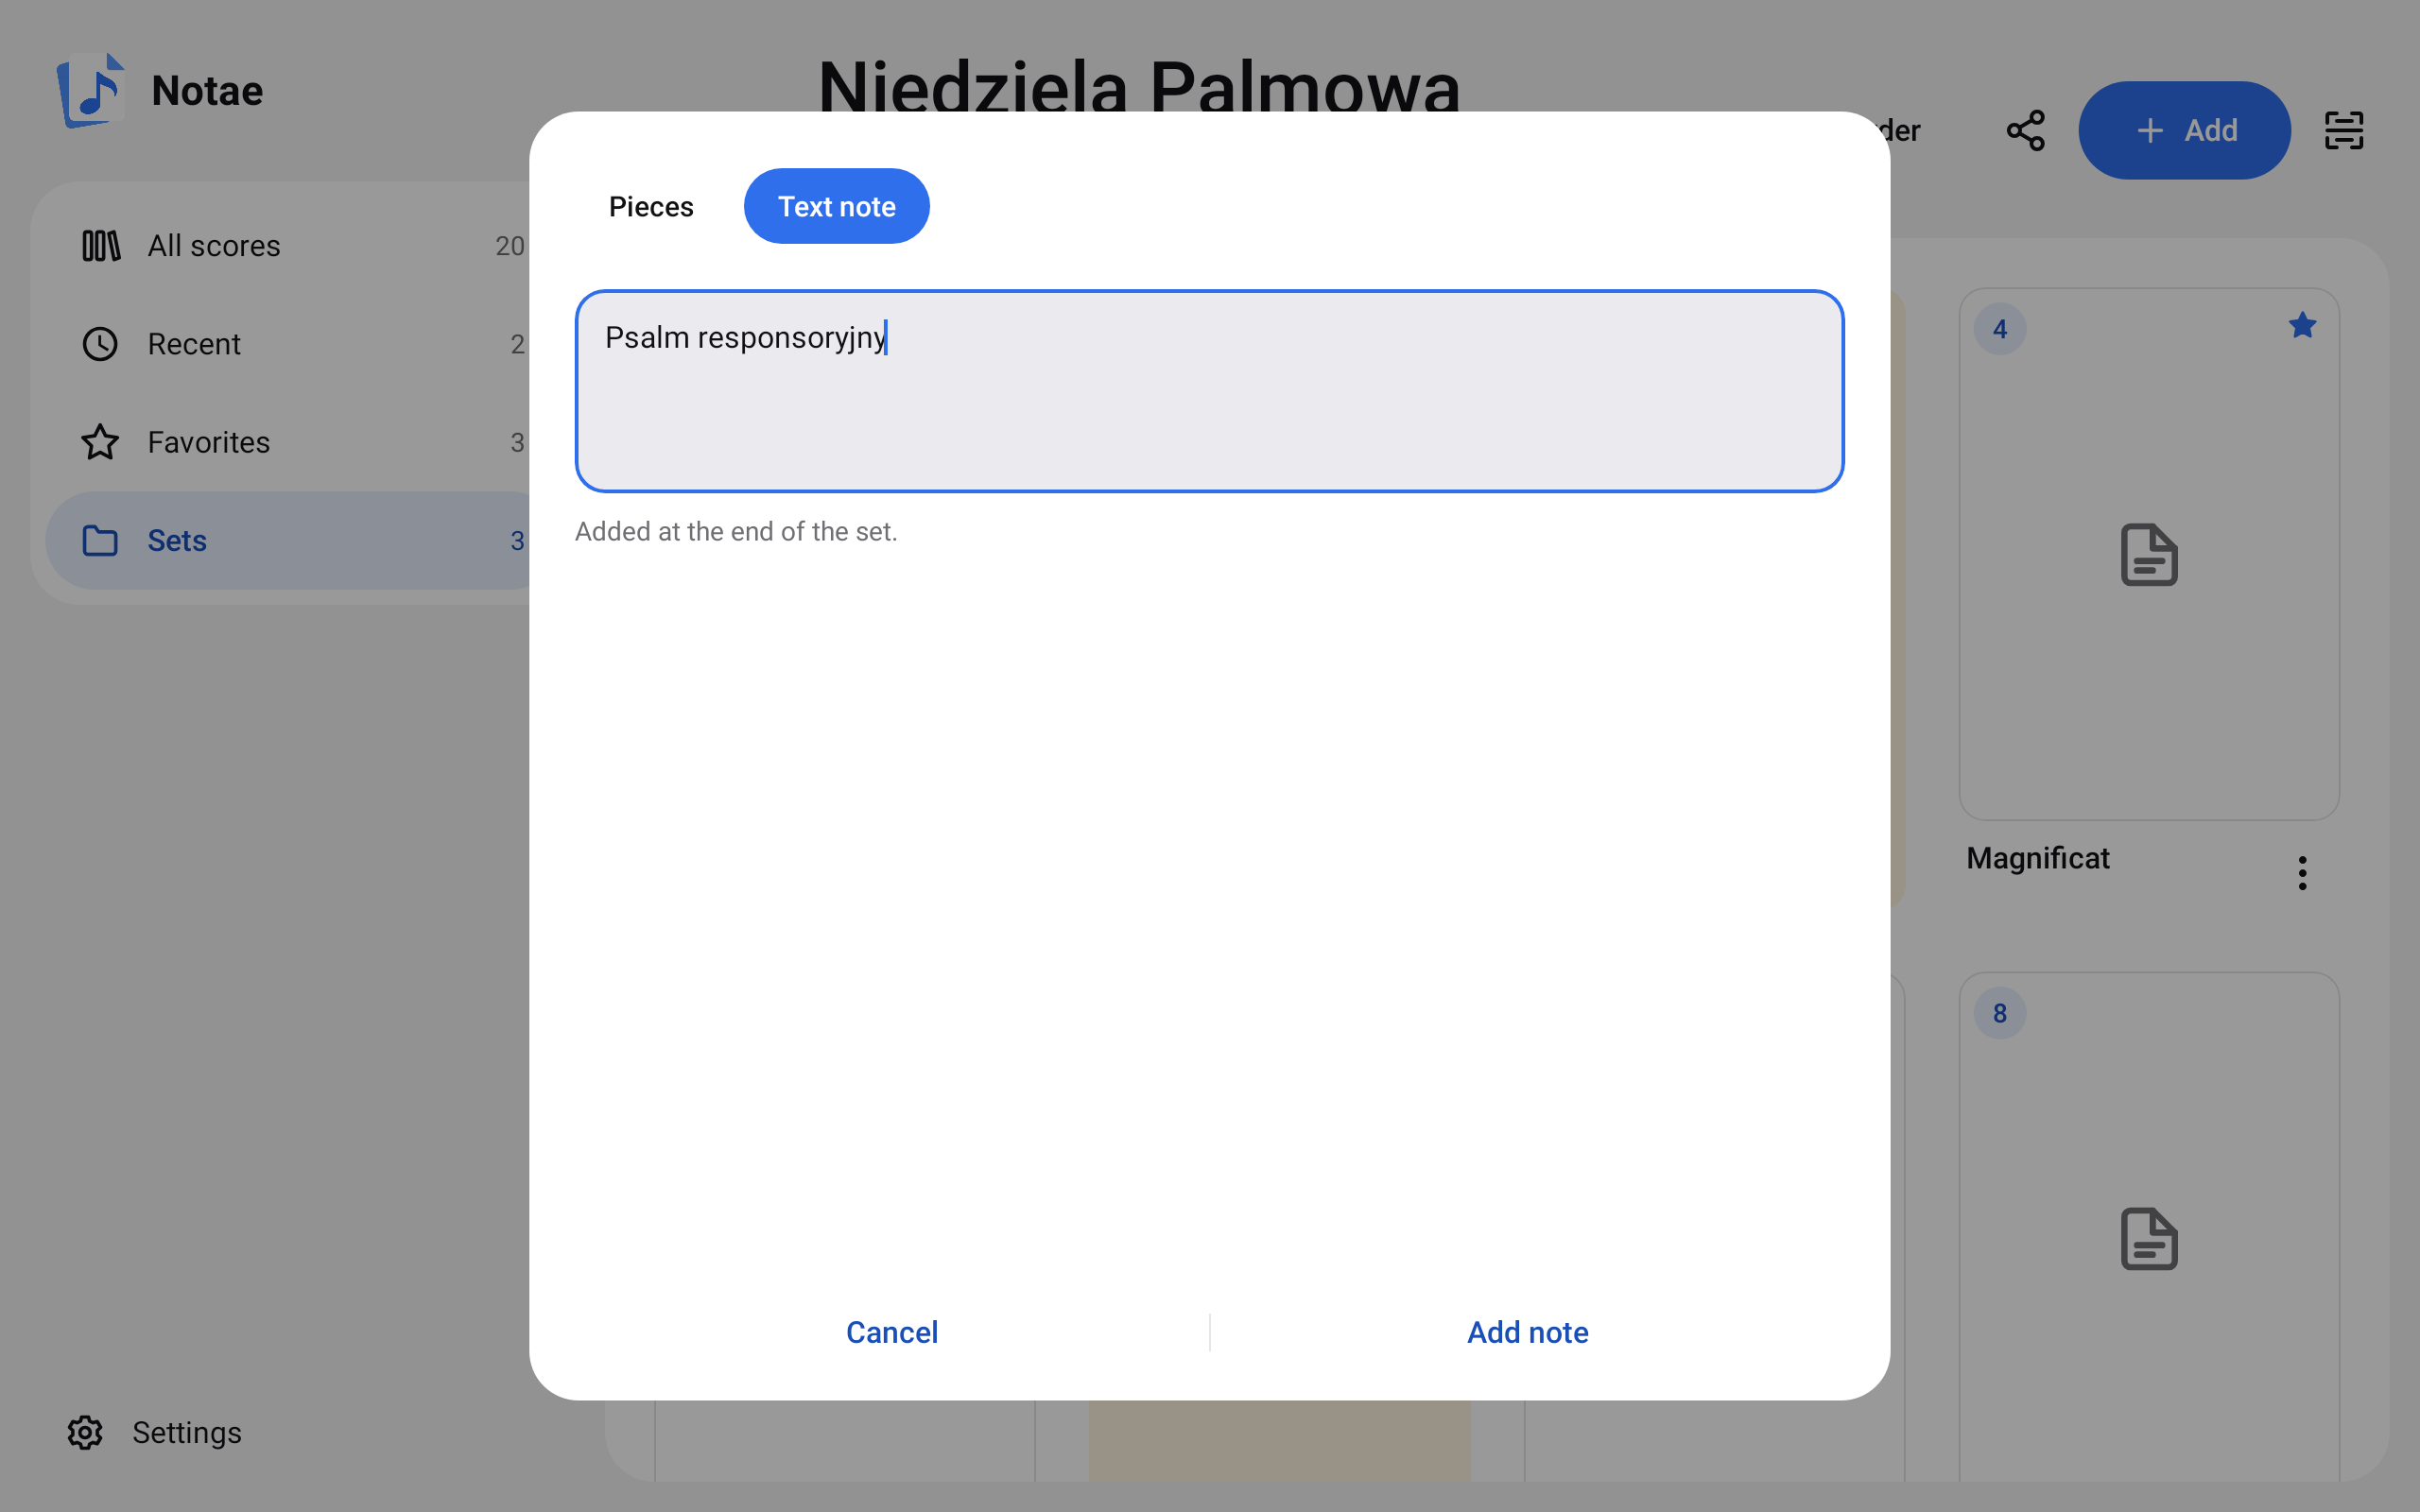 Notae
Niedziela Palmowa
Add
All scores 20
Recent 2
Favorites 3
Sets 3
Settings
Pieces
Text note
Psalm responsoryjny
Added at the end of the set.
Cancel
Add note
4
Magnificat
8